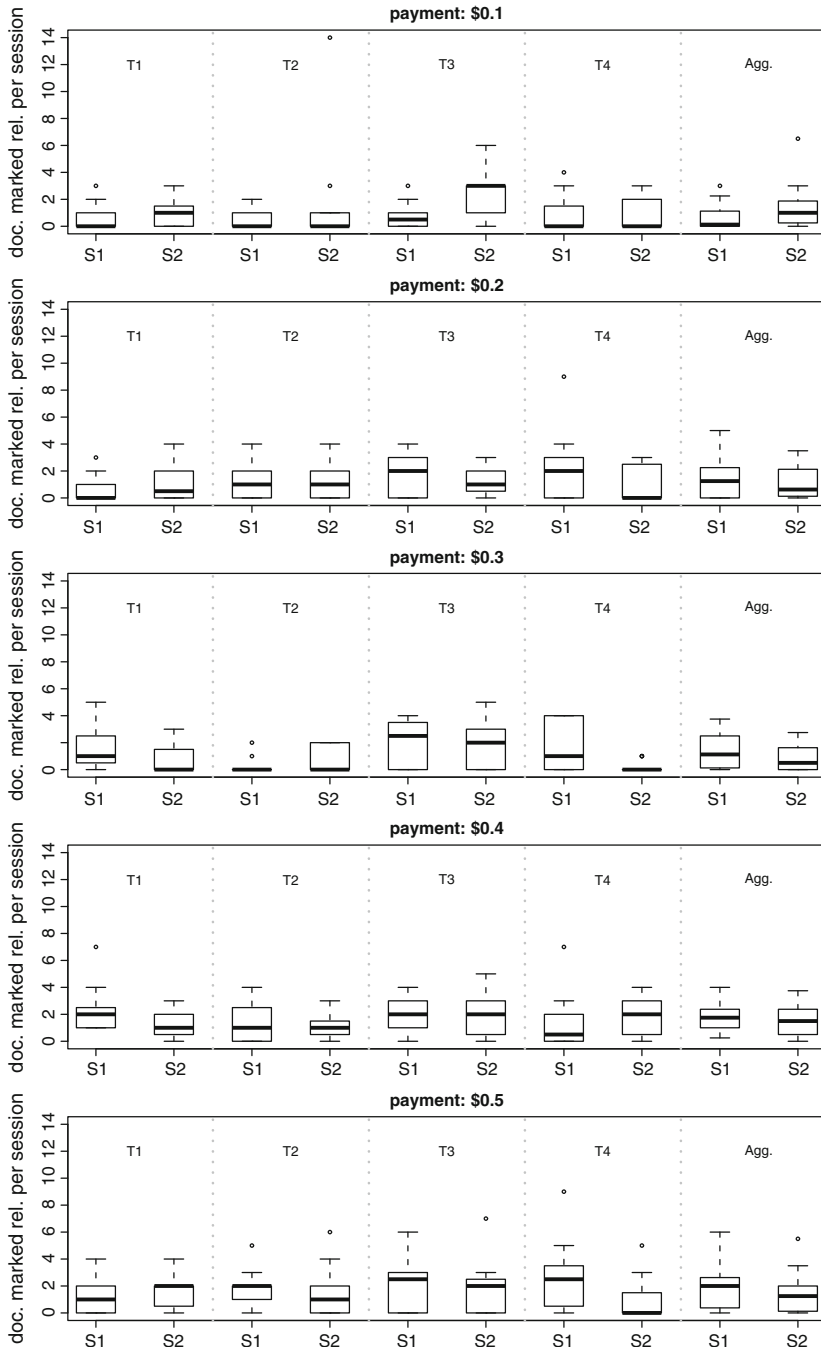 payment: $0.1
doc. marked rel. per session
14
12
10
8
6
4
2
0
T1 T2 T3 T4 Agg.
S1 S2 S1 S2 S1 S2 S1 S2 S1 S2
payment: $0.2
doc. marked rel. per session
14
12
10
8
6
4
2
0
T1 T2 T3 T4 Agg.
S1 S2 S1 S2 S1 S2 S1 S2 S1 S2
payment: $0.3
doc. marked rel. per session
14
12
10
8
6
4
2
0
T1 T2 T3 T4 Agg.
S1 S2 S1 S2 S1 S2 S1 S2 S1 S2
payment: $0.4
doc. marked rel. per session
14
12
10
8
6
4
2
0
T1 T2 T3 T4 Agg.
S1 S2 S1 S2 S1 S2 S1 S2 S1 S2
payment: $0.5
doc. marked rel. per session
14
12
10
8
6
4
2
0
T1 T2 T3 T4 Agg.
S1 S2 S1 S2 S1 S2 S1 S2 S1 S2